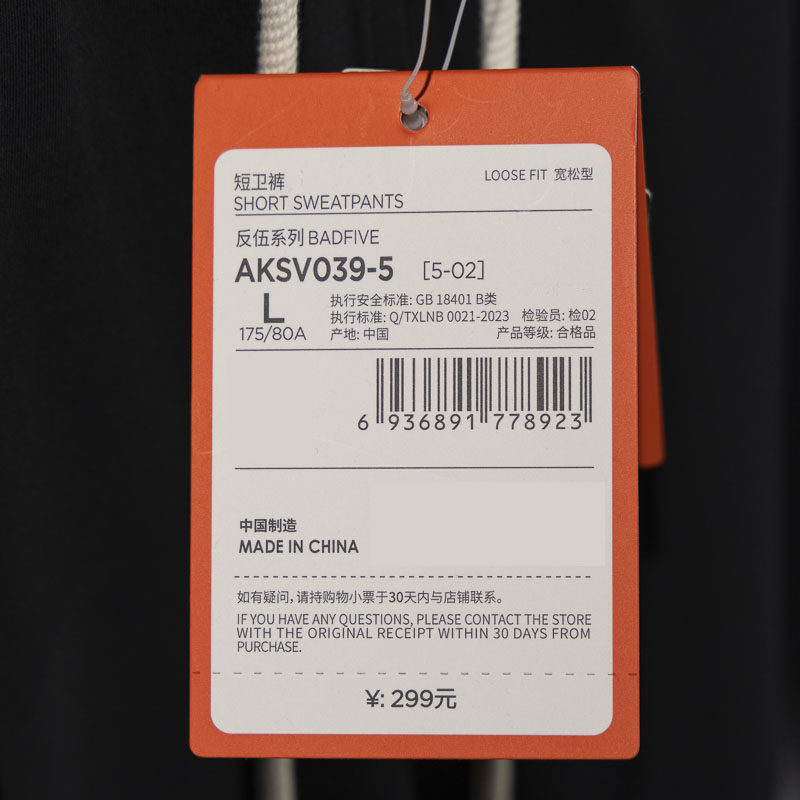 短卫裤
LOOSE FIT 宽松型
SHORT SWEATPANTS
反伍系列 BADFIVE
AKSV039-5 [5-02]
L
175/80A
执行安全标准: GB 18401 B类
执行标准: Q/TXLNB 0021-2023 检验员: 检02
产地: 中国 产品等级: 合格品
6 936891 778923
中国制造
MADE IN CHINA
如有疑问，请持购物小票于30天内与店铺联系。
IF YOU HAVE ANY QUESTIONS, PLEASE CONTACT THE STORE
WITH THE ORIGINAL RECEIPT WITHIN 30 DAYS FROM
PURCHASE.
¥: 299元